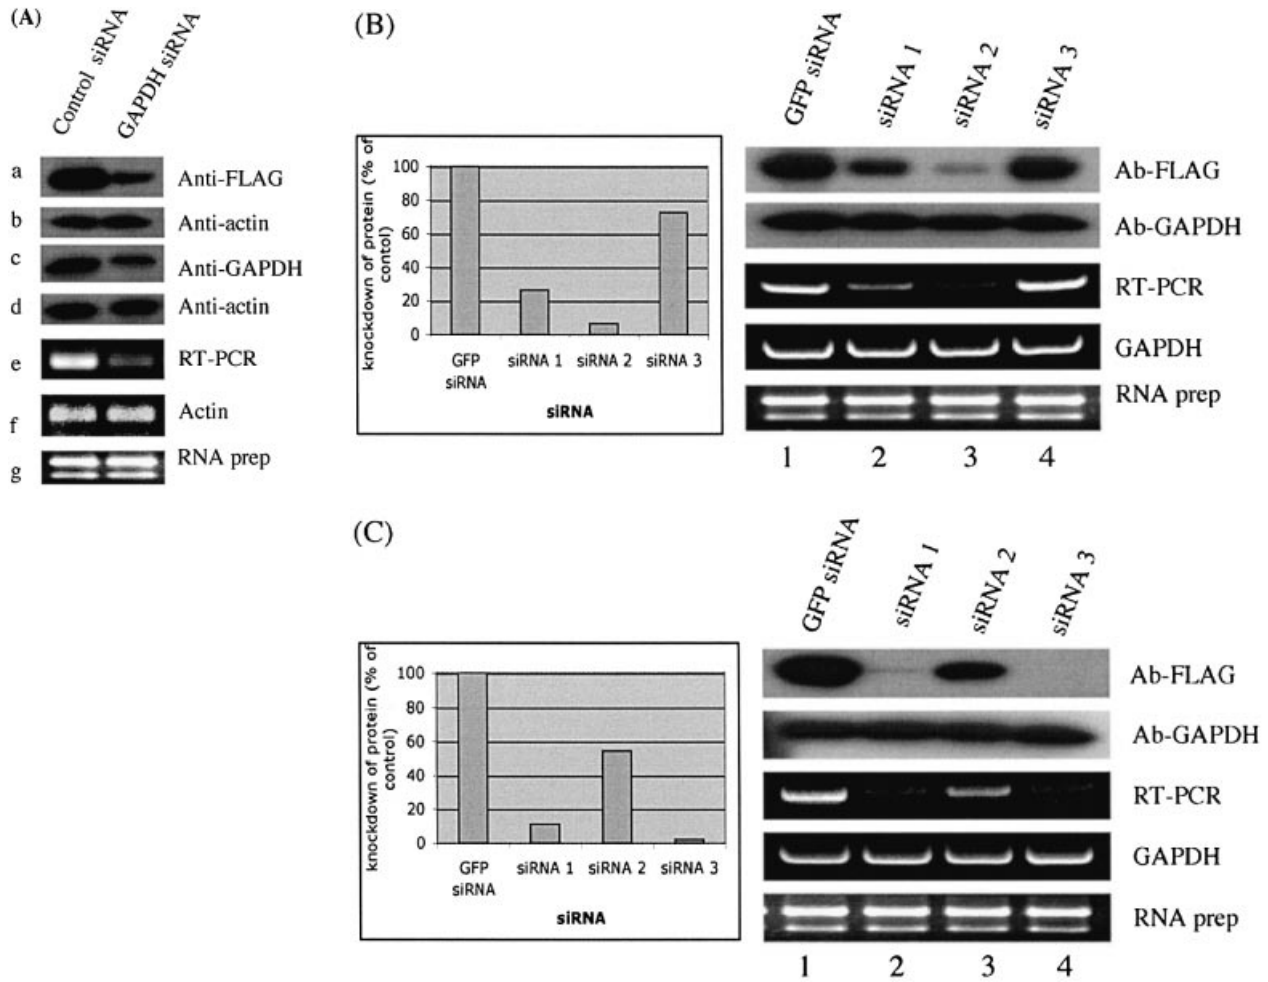 (A)
Control siRNA
GAPDH siRNA
a Anti-FLAG
b Anti-actin
c Anti-GAPDH
d Anti-actin
e RT-PCR
f Actin
g RNA prep
(B)
knockdown of protein (% of
contol)
100
80
60
40
20
0
GFP
siRNA
siRNA 1
siRNA 2
siRNA 3
siRNA
GFP siRNA
siRNA 1
siRNA 2
siRNA 3
Ab-FLAG
Ab-GAPDH
RT-PCR
GAPDH
RNA prep
1 2 3 4
(C)
knockdown of protein (% of
control)
100
80
60
40
20
0
GFP
siRNA
siRNA 1
siRNA 2
siRNA 3
siRNA
GFP siRNA
siRNA 1
siRNA 2
siRNA 3
Ab-FLAG
Ab-GAPDH
RT-PCR
GAPDH
RNA prep
1 2 3 4